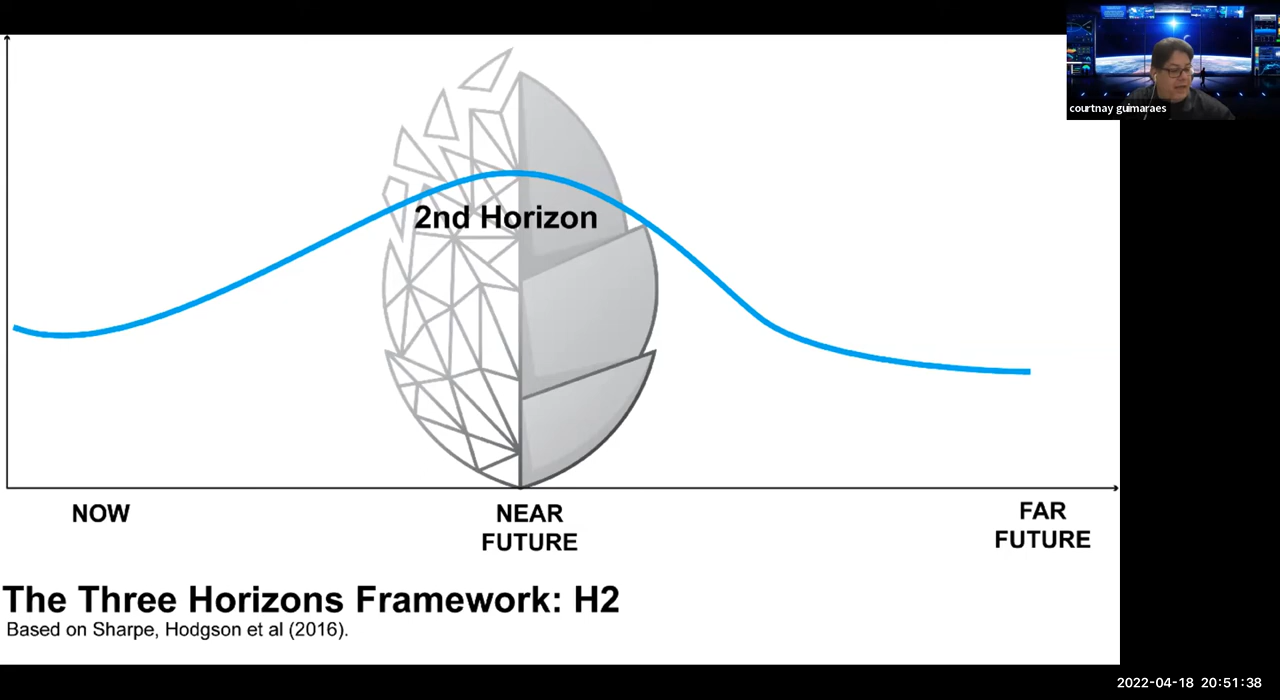 courtnay guimaraes
2nd Horizon
NOW
NEAR
FUTURE
FAR
FUTURE
The Three Horizons Framework: H2
Based on Sharpe, Hodgson et al (2016).
2022-04-18 20:51:38